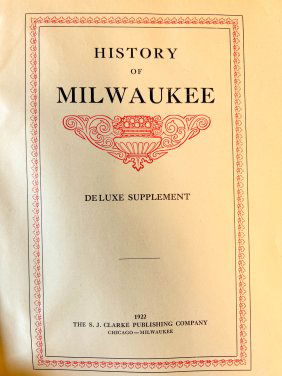 HISTORY
OF
MILWAUKEE
DELUXE SUPPLEMENT
1922
THE S. J. CLARKE PUBLISHING COMPANY
CHICAGO—MILWAUKEE